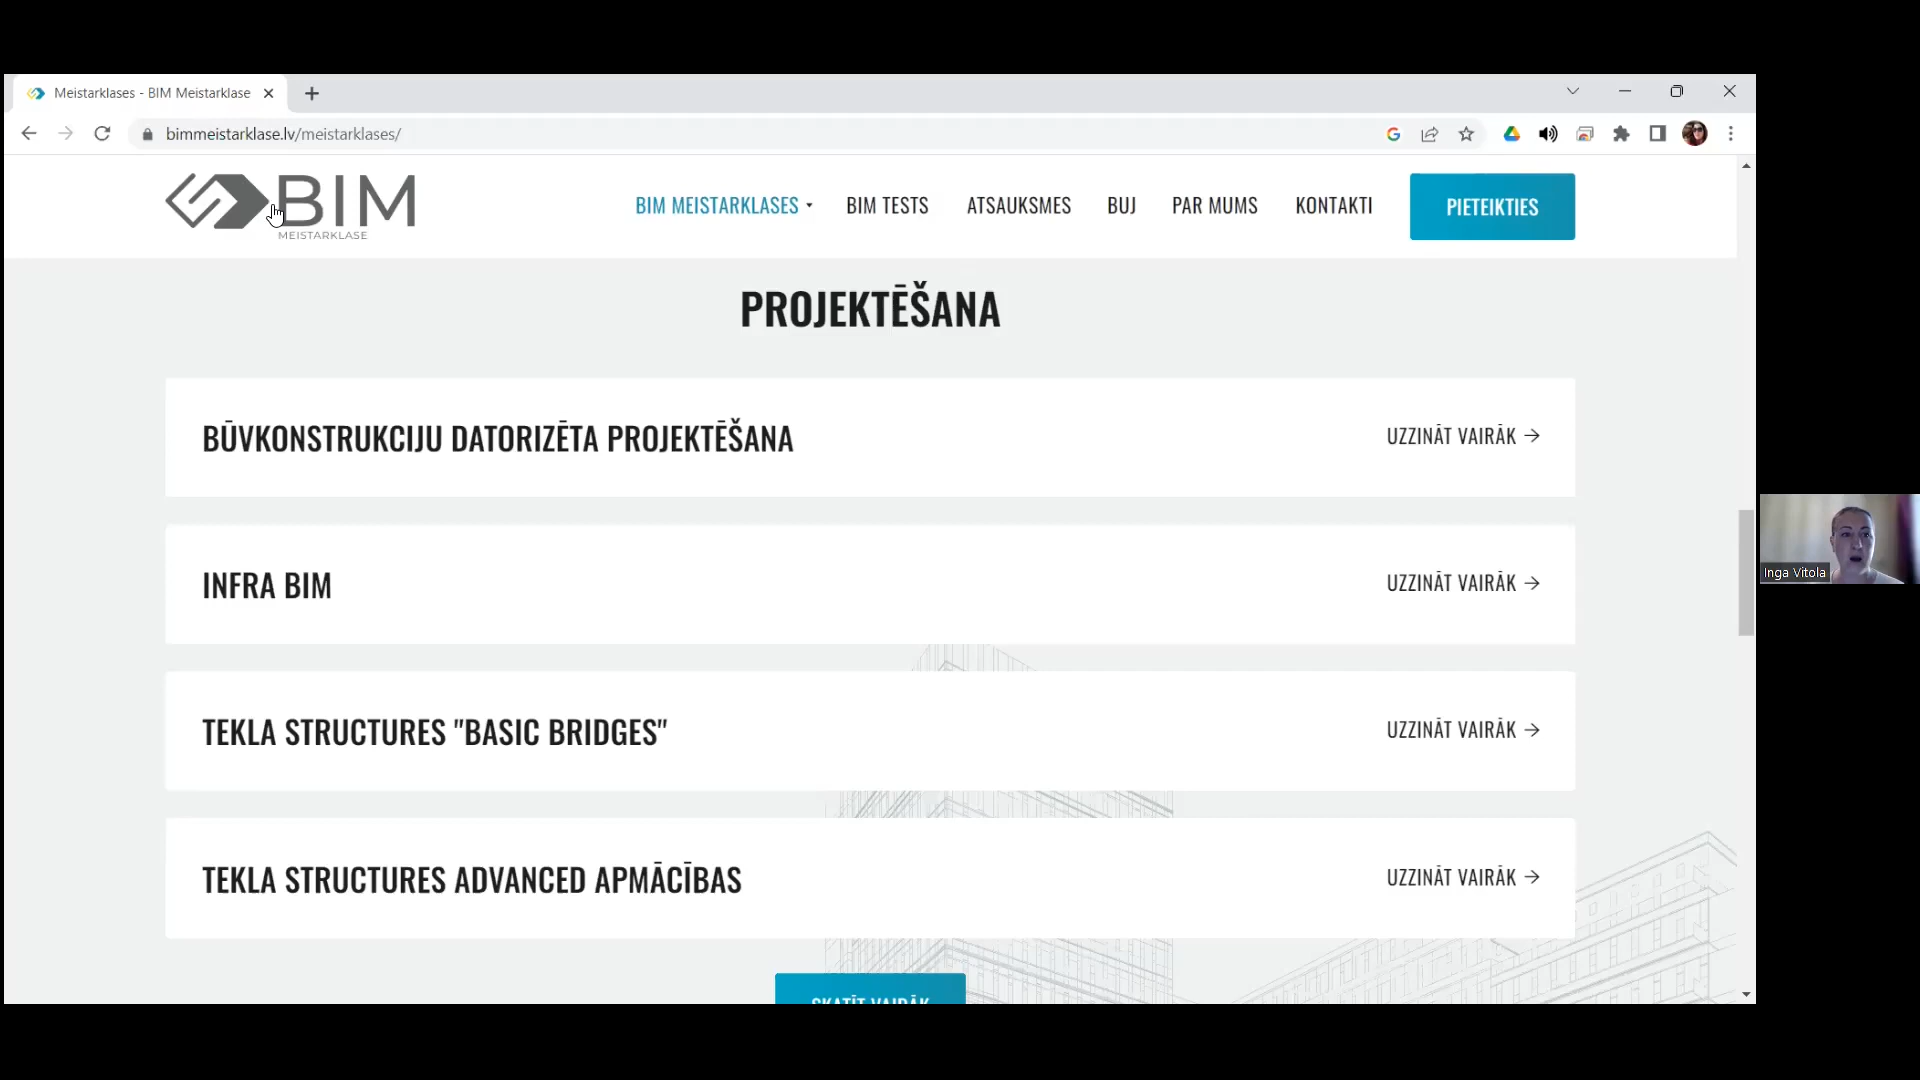 Meistarklases - BIM Meistarklase
bimmeistarklase.lv/meistarklases/
BIM
MEISTARKLASE
BIM MEISTARKLASES
BIM TESTS
ATSAUKSMES
BUJ
PAR MUMS
KONTAKTI
PIETEIKTIES
PROJEKTĒŠANA
BŪVKONSTRUKCIJU DATORIZĒTA PROJEKTĒŠANA
UZZINĀT VAIRĀK →
INFRA BIM
UZZINĀT VAIRĀK →
TEKLA STRUCTURES "BASIC BRIDGES"
UZZINĀT VAIRĀK →
TEKLA STRUCTURES ADVANCED APMĀCĪBAS
UZZINĀT VAIRĀK →
SKATĪT VAIRĀK
Inga Vitola